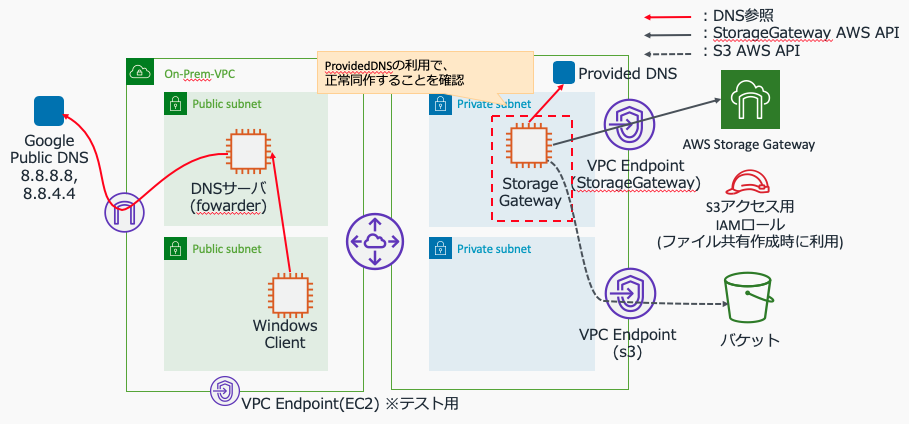 ：DNS参照
：StorageGateway AWS API
：S3 AWS API
ProvidedDNSの利用で、
正常同作することを確認
On-Prem-VPC
Provided DNS
Public subnet
Private subnet
Google
Public DNS
8.8.8.8,
8.8.4.4
DNSサーバ
(fowarder)
Storage
Gateway
VPC Endpoint
(StorageGateway)
AWS Storage Gateway
S3アクセス用
IAMロール
(ファイル共有作成時に利用)
Public subnet
Private subnet
Windows
Client
VPC Endpoint
(s3)
バケット
VPC Endpoint(EC2) ※テスト用